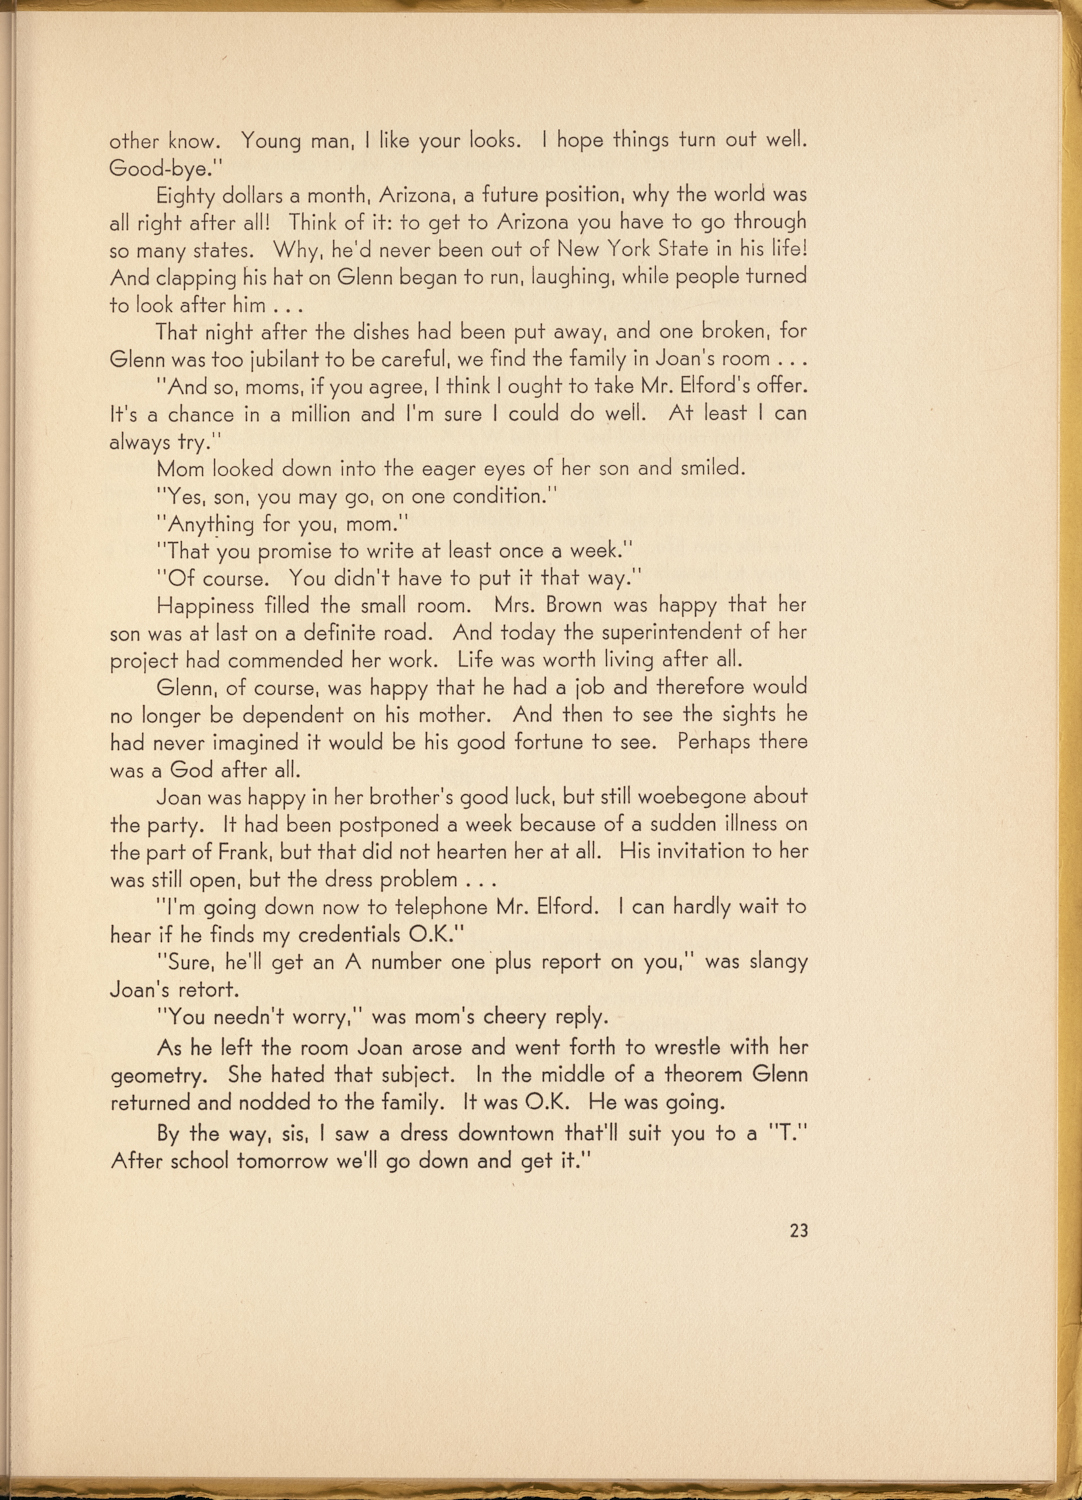 other know. Young man, I like your looks. I hope things turn out well.
Good-bye."
Eighty dollars a month, Arizona, a future position, why the world was
all right after all! Think of it: to get to Arizona you have to go through
so many states. Why, he'd never been out of New York State in his life!
And clapping his hat on Glenn began to run, laughing, while people turned
to look after him . . .
That night after the dishes had been put away, and one broken, for
Glenn was too jubilant to be careful, we find the family in Joan's room . . .
"And so, moms, if you agree, I think I ought to take Mr. Elford's offer.
It's a chance in a million and I'm sure I could do well. At least I can
always try."
Mom looked down into the eager eyes of her son and smiled.
"Yes, son, you may go, on one condition."
"Anything for you, mom."
"That you promise to write at least once a week."
"Of course. You didn't have to put it that way."
Happiness filled the small room. Mrs. Brown was happy that her
son was at last on a definite road. And today the superintendent of her
project had commended her work. Life was worth living after all.
Glenn, of course, was happy that he had a job and therefore would
no longer be dependent on his mother. And then to see the sights he
had never imagined it would be his good fortune to see. Perhaps there
was a God after all.
Joan was happy in her brother's good luck, but still woebegone about
the party. It had been postponed a week because of a sudden illness on
the part of Frank, but that did not hearten her at all. His invitation to her
was still open, but the dress problem . . .
"I'm going down now to telephone Mr. Elford. I can hardly wait to
hear if he finds my credentials O.K."
"Sure, he'll get an A number one plus report on you," was slangy
Joan's retort.
"You needn't worry," was mom's cheery reply.
As he left the room Joan arose and went forth to wrestle with her
geometry. She hated that subject. In the middle of a theorem Glenn
returned and nodded to the family. It was O.K. He was going.
By the way, sis, I saw a dress downtown that'll suit you to a "T."
After school tomorrow we'll go down and get it."
23